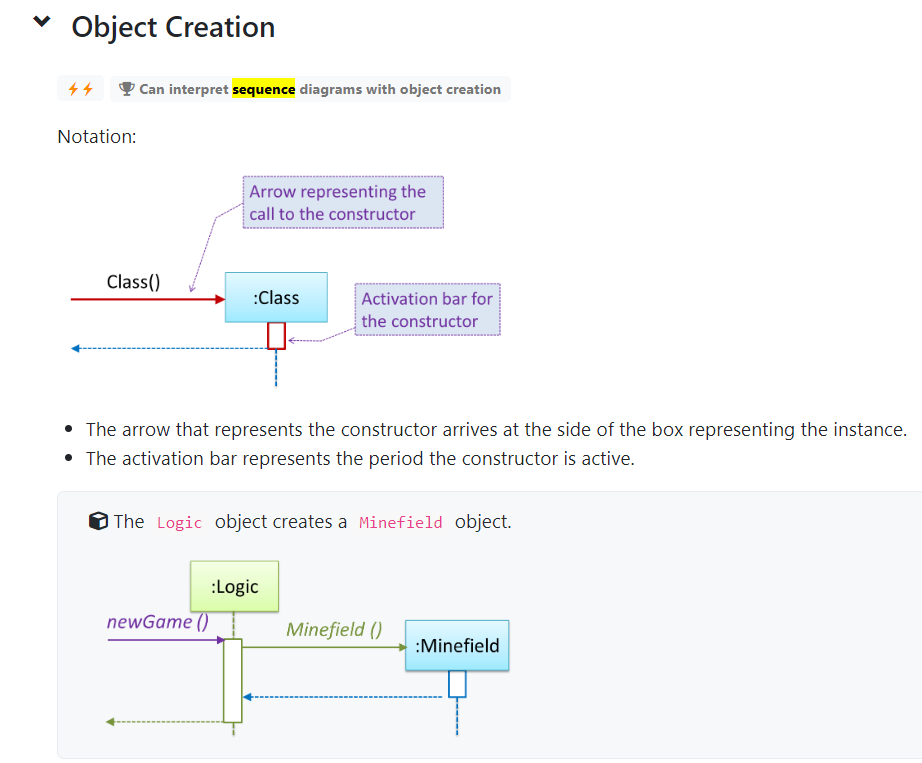 Object Creation
Can interpret sequence diagrams with object creation
Notation:
Arrow representing the
call to the constructor
Class()
:Class
Activation bar for
the constructor
The arrow that represents the constructor arrives at the side of the box representing the instance.
The activation bar represents the period the constructor is active.
The Logic object creates a Minefield object.
:Logic
newGame ()
Minefield ()
:Minefield